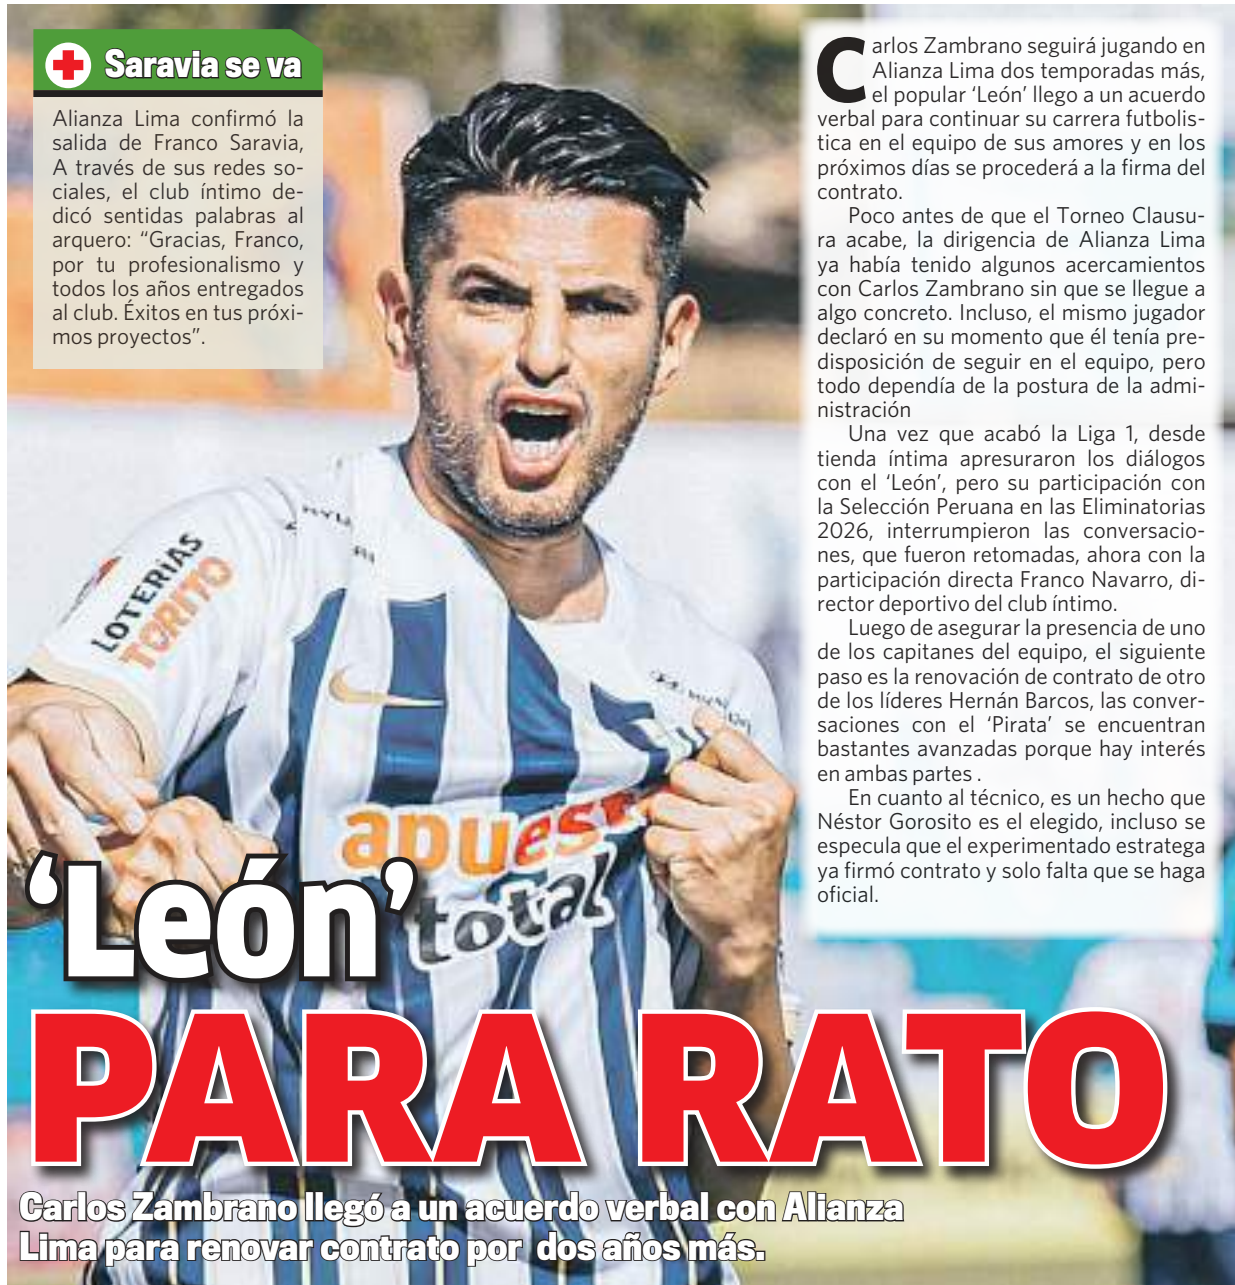 Saravia se va
Alianza Lima confirmó la
salida de Franco Saravia,
A través de sus redes so-
ciales, el club íntimo de-
dicó sentidas palabras al
arquero: “Gracias, Franco,
por tu profesionalismo y
todos los años entregados
al club. Éxitos en tus próxi-
mos proyectos”.
Carlos Zambrano seguirá jugando en
Alianza Lima dos temporadas más,
el popular ‘León’ llego a un acuerdo
verbal para continuar su carrera futbolis-
tica en el equipo de sus amores y en los
próximos días se procederá a la firma del
contrato.
Poco antes de que el Torneo Clausu-
ra acabe, la dirigencia de Alianza Lima
ya había tenido algunos acercamientos
con Carlos Zambrano sin que se llegue a
algo concreto. Incluso, el mismo jugador
declaró en su momento que él tenía pre-
disposición de seguir en el equipo, pero
todo dependía de la postura de la admi-
nistración
Una vez que acabó la Liga 1, desde
tienda íntima apresuraron los diálogos
con el ‘León’, pero su participación con
la Selección Peruana en las Eliminatorias
2026, interrumpieron las conversacio-
nes, que fueron retomadas, ahora con la
participación directa Franco Navarro, di-
rector deportivo del club íntimo.
Luego de asegurar la presencia de uno
de los capitanes del equipo, el siguiente
paso es la renovación de contrato de otro
de los líderes Hernán Barcos, las conver-
saciones con el ‘Pirata’ se encuentran
bastantes avanzadas porque hay interés
en ambas partes .
En cuanto al técnico, es un hecho que
Néstor Gorosito es el elegido, incluso se
especula que el experimentado estratega
ya firmó contrato y solo falta que se haga
oficial.
LOTERIAS
TORITO
apuest
total
‘León’
PARA RATO
Carlos Zambrano llegó a un acuerdo verbal con Alianza
Lima para renovar contrato por dos años más.